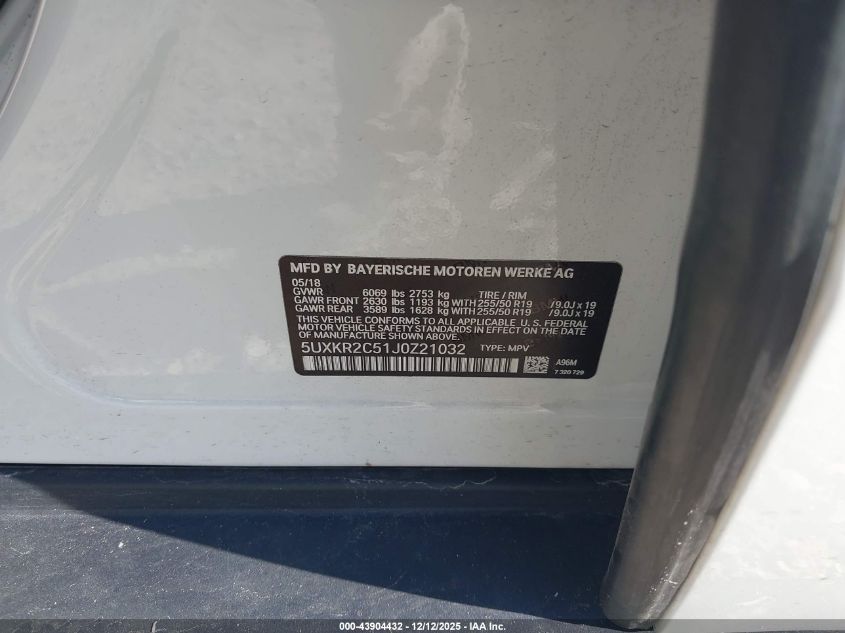 MFD BY BAYERISCHE MOTOREN WERKE AG
05/18
GVWR 6069 lbs 2753 kg TIRE / RIM
GAWR FRONT 2630 lbs 1193 kg WITH 255/50 R19 /9.0J x 19
GAWR REAR 3589 lbs 1628 kg WITH 255/50 R19 /9.0J x 19
THIS VEHICLE CONFORMS TO ALL APPLICABLE U. S. FEDERAL
MOTOR VEHICLE SAFETY STANDARDS IN EFFECT ON THE DATE
OF MANUFACTURE SHOWN ABOVE.
5UXKR2C51J0Z21032 TYPE: MPV
A96M
7 320 729
000-43904432 - 12/12/2025 - IAA Inc.